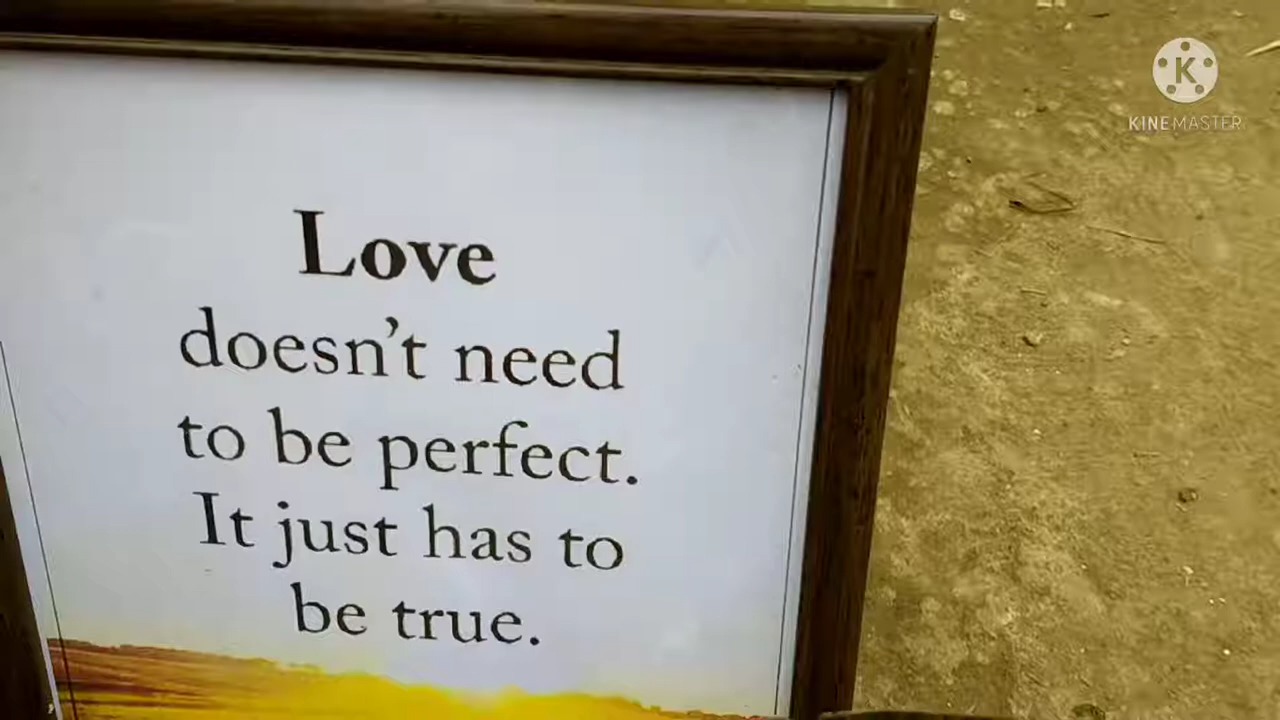 Love
doesn't need
to be perfect.
It just has to
be true.
K
KINEMASTER